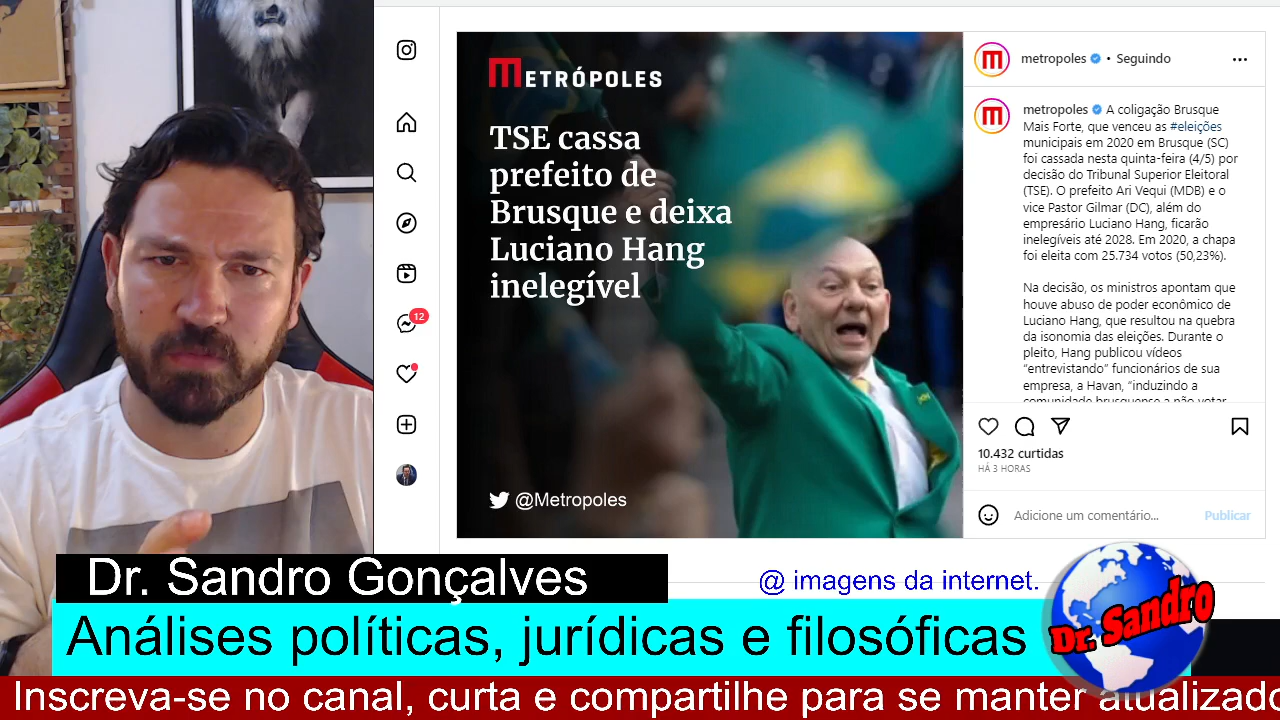 METRÓPOLES
TSE cassa
prefeito de
Brusque e deixa
Luciano Hang
inelegível
@Metropoles
12
metropoles • Seguindo
metropoles A coligação Brusque
Mais Forte, que venceu as #eleições
municipais em 2020 em Brusque (SC)
foi cassada nesta quinta-feira (4/5) por
decisão do Tribunal Superior Eleitoral
(TSE). O prefeito Ari Vequi (MDB) e o
vice Pastor Gilmar (DC), além do
empresário Luciano Hang, ficarão
inelegíveis até 2028. Em 2020, a chapa
foi eleita com 25.734 votos (50,23%).
Na decisão, os ministros apontam que
houve abuso de poder econômico de
Luciano Hang, que resultou na quebra
da isonomia das eleições. Durante o
pleito, Hang publicou vídeos
“entrevistando” funcionários de sua
empresa, a Havan, “induzindo a
comunidade brusquense a não votar
10.432 curtidas
HÁ 3 HORAS
Adicione um comentário... Publicar
Dr. Sandro Gonçalves
@ imagens da internet.
Análises políticas, jurídicas e filosóficas
Dr. Sandro
Inscreva-se no canal, curta e compartilhe para se manter atualizado